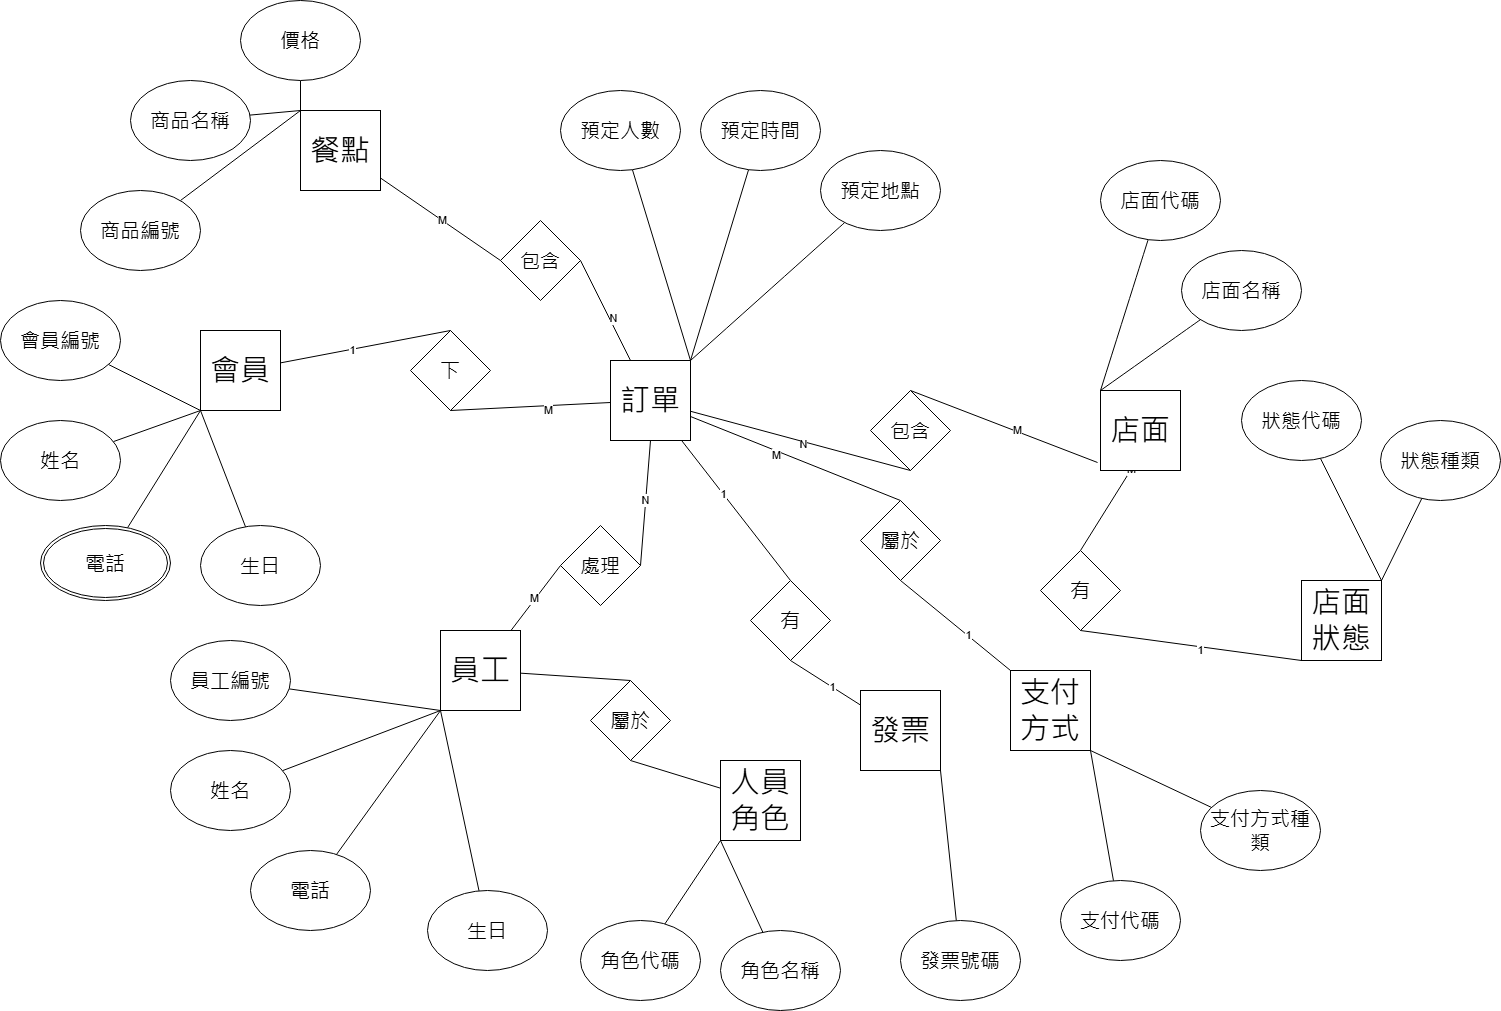 價格
商品名稱
餐點
商品編號
預定人數
預定時間
預定地點
店面代碼
M
包含
店面名稱
N
會員編號
會員
1
下
M
訂單
包含
M
店面
N
M
狀態代碼
狀態種類
姓名
電話
生日
處理
N
M
1
屬於
M
有
店面
狀態
1
有
1
員工編號
員工
屬於
1
發票
支付
方式
姓名
人員
角色
支付方式種
類
電話
生日
角色代碼
角色名稱
發票號碼
支付代碼